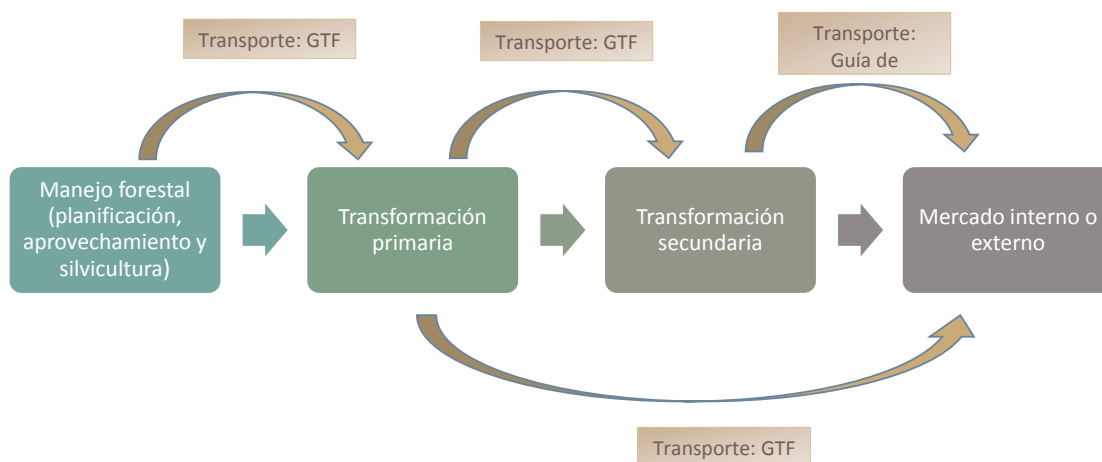 Transporte: GTF
Transporte: GTF
Transporte:
Guía de
Manejo forestal
(planificación,
aprovechamiento y
silvicultura)
Transformación
primaria
Transformación
secundaria
Mercado interno o
externo
Transporte: GTF